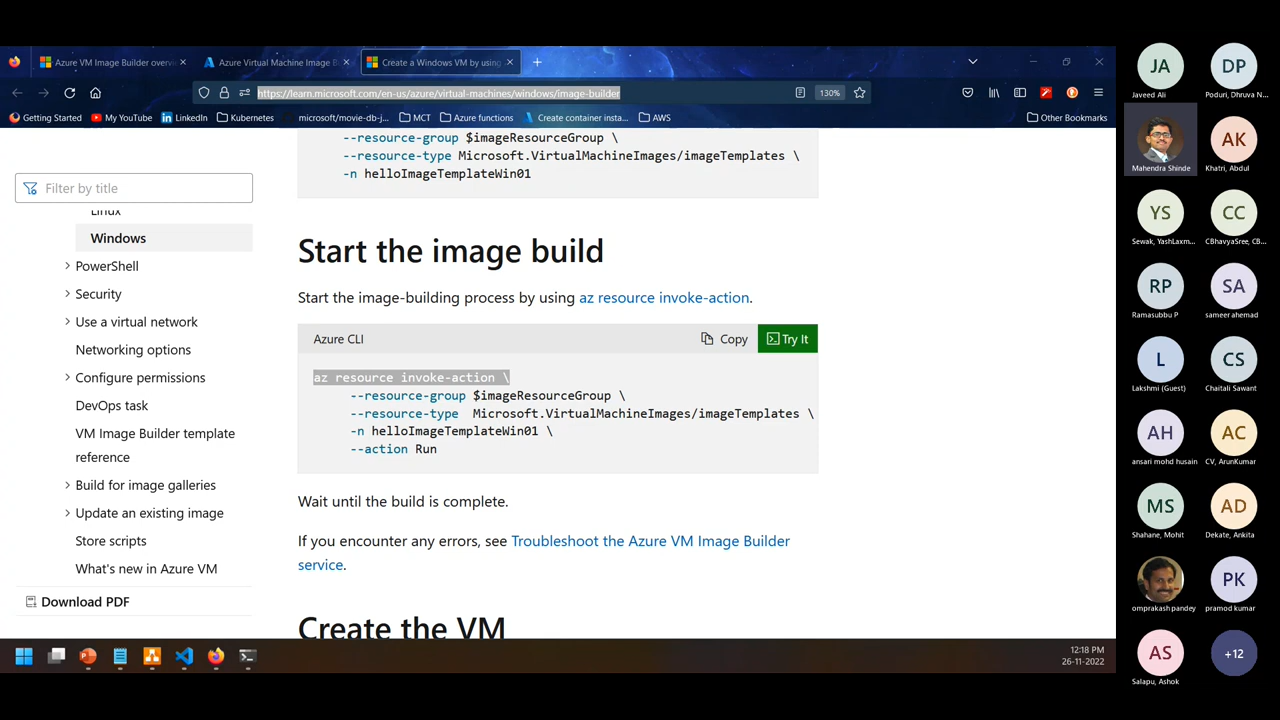 Azure VM Image Builder overvi
Azure Virtual Machine Image B
Create a Windows VM by using
https://learn.microsoft.com/en-us/azure/virtual-machines/windows/image-builder
130%
Getting Started
My YouTube
LinkedIn
Kubernetes
microsoft/movie-db-j...
MCT
Azure functions
Create container insta...
AWS
Other Bookmarks
Filter by title
Linux
Windows
PowerShell
Security
Use a virtual network
Networking options
Configure permissions
DevOps task
VM Image Builder template
reference
Build for image galleries
Update an existing image
Store scripts
What's new in Azure VM
Download PDF
--resource-group $imageResourceGroup \
--resource-type Microsoft.VirtualMachineImages/imageTemplates \
-n helloImageTemplateWin01
Start the image build
Start the image-building process by using az resource invoke-action.
Azure CLI
Copy
Try It
az resource invoke-action \
--resource-group $imageResourceGroup \
--resource-type  Microsoft.VirtualMachineImages/imageTemplates \
-n helloImageTemplateWin01 \
--action Run
Wait until the build is complete.
If you encounter any errors, see Troubleshoot the Azure VM Image Builder
service.
Create the VM
12:18 PM
26-11-2022
JA
Javeed Ali
DP
Poduri, Dhruva N...
Mahendra Shinde
AK
Khatri, Abdul
YS
Sewak, YashLaxm...
CC
CBhavyaSree, CB...
RP
Ramasubbu P
SA
sameer ahemad
L
Lakshmi (Guest)
CS
Chaitali Sawant
AH
ansari mohd husain
AC
CV, ArunKumar
MS
Shahane, Mohit
AD
Dekate, Ankita
omprakash pandey
PK
pramod kumar
AS
Salapu, Ashok
+12